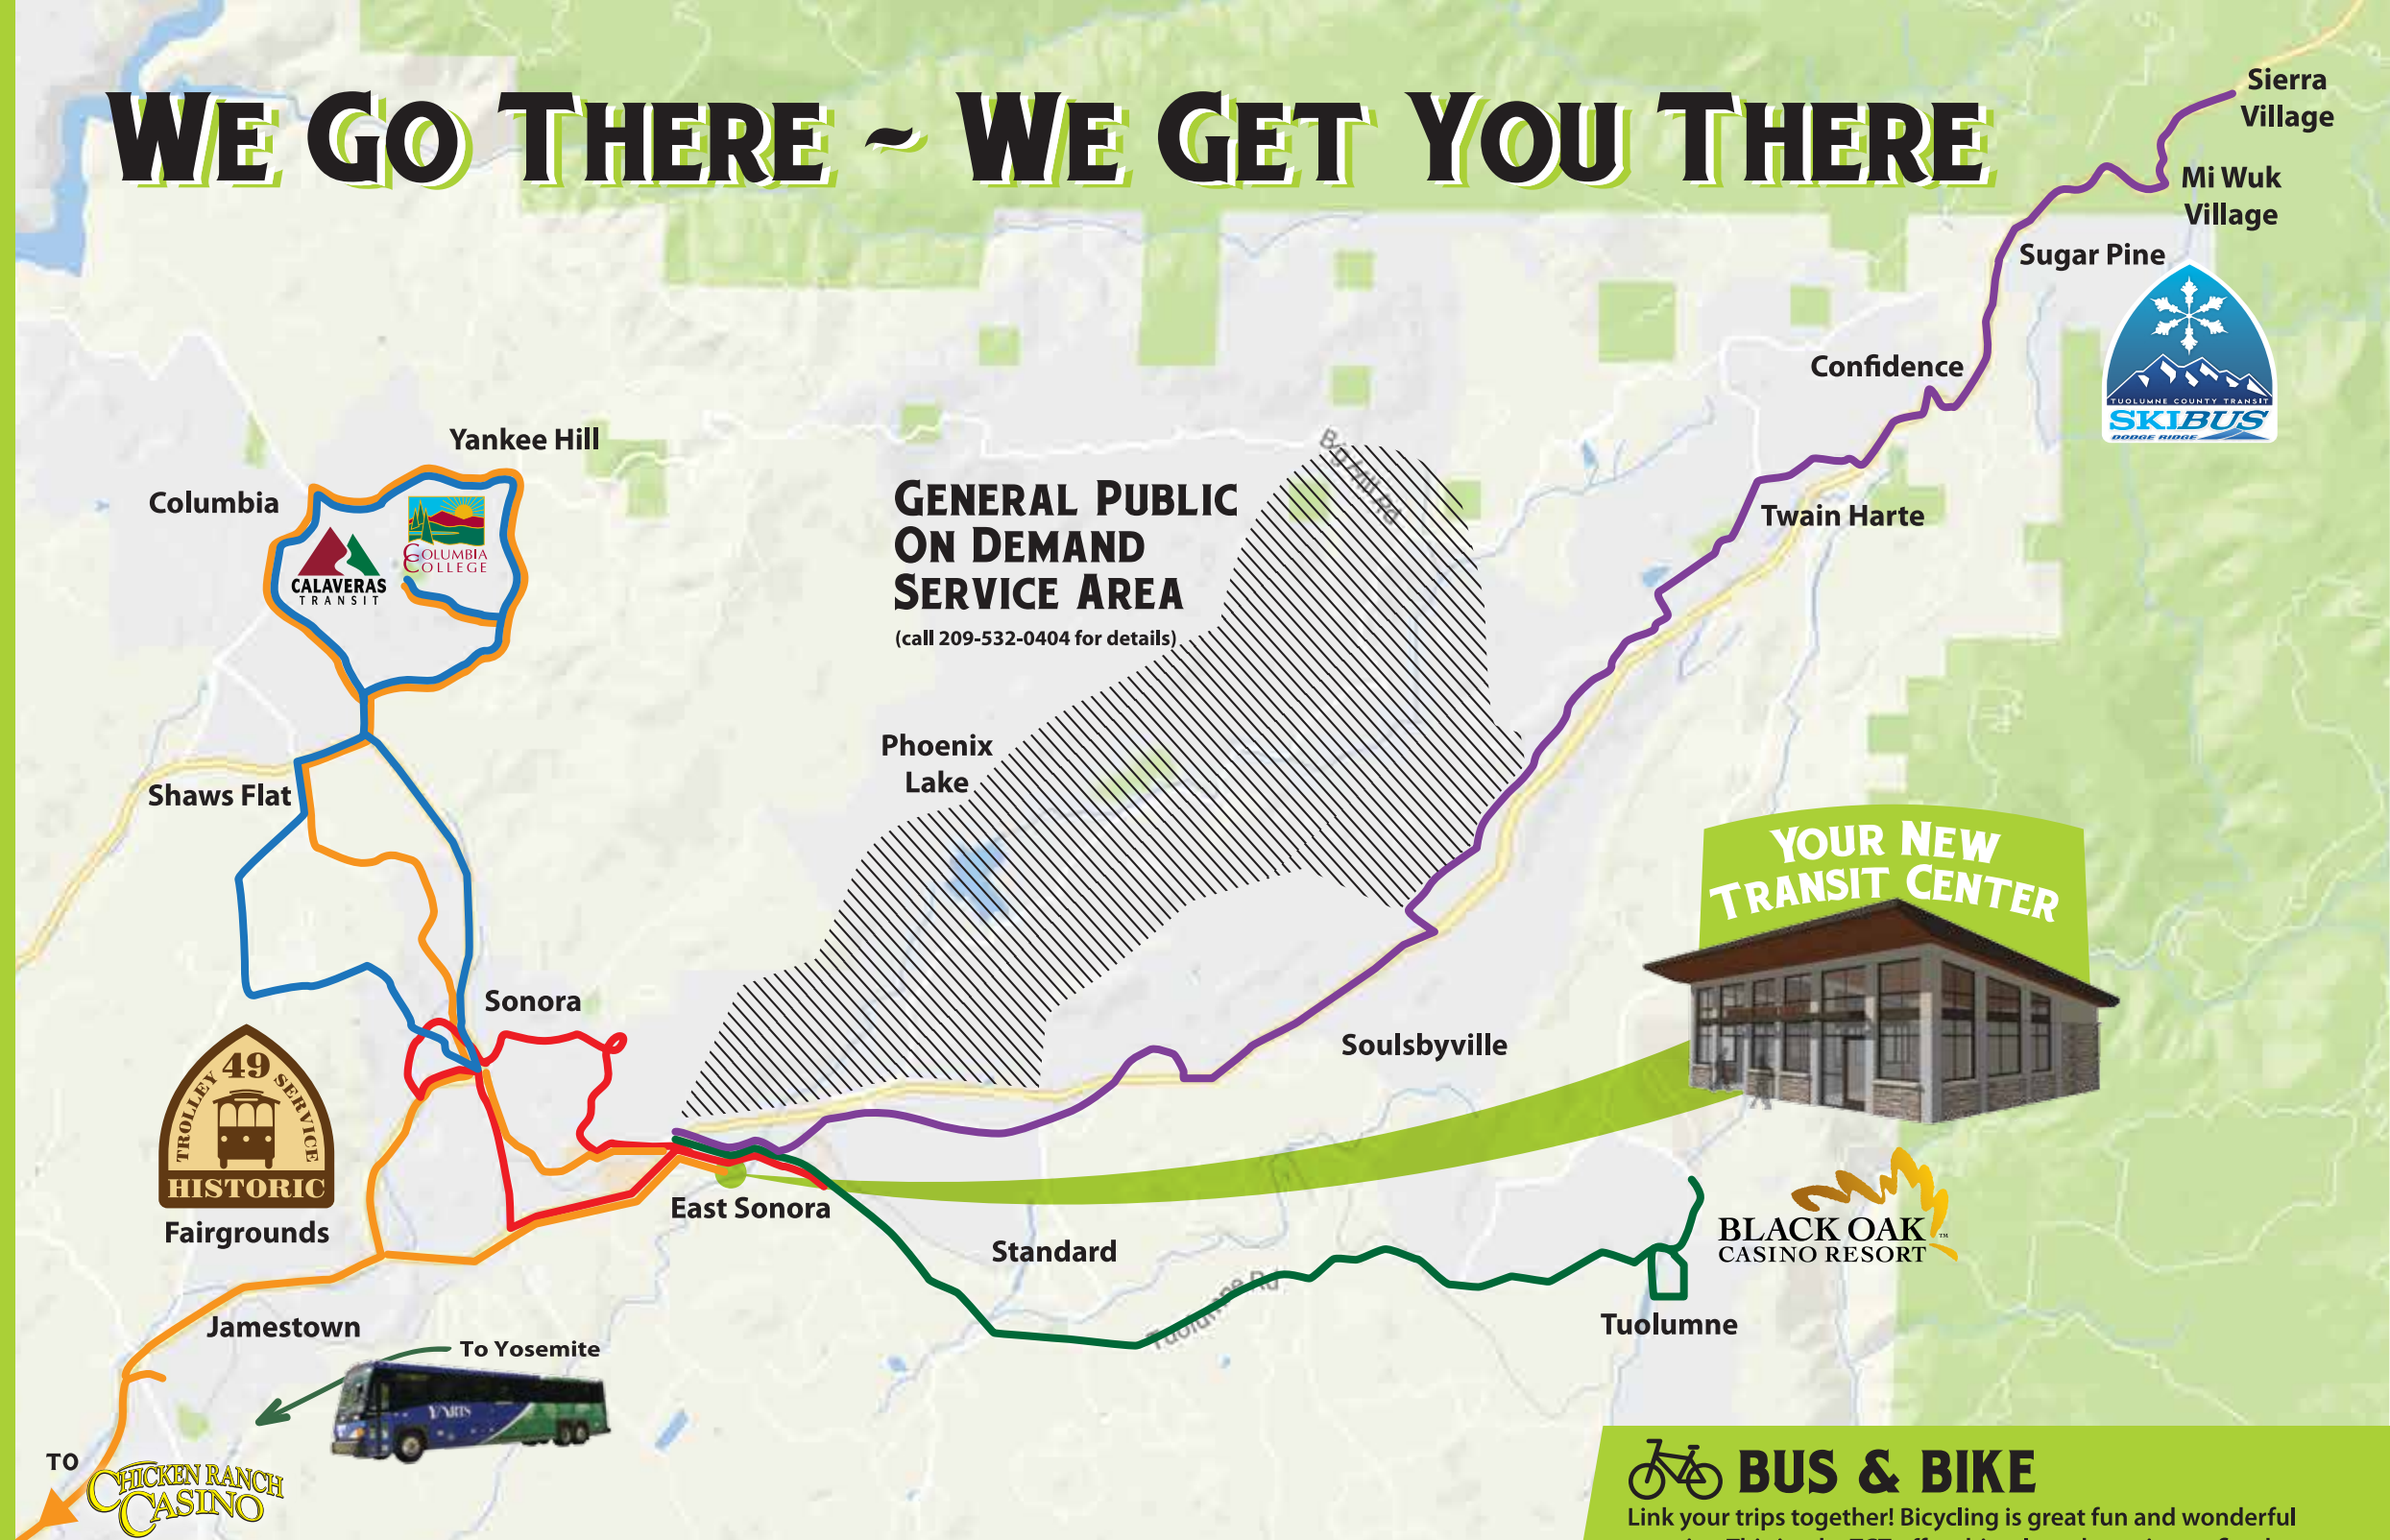 WE GO THERE ~ WE GET YOU THERE
Sierra
Village
Mi Wuk
Village
Sugar Pine
TUOLUMNE COUNTY TRANSIT
SKIBUS
DODGE RIDGE
Confidence
Twain Harte
Yankee Hill
Columbia
CALAVERAS
TRANSIT
COLUMBIA
COLLEGE
GENERAL PUBLIC
ON DEMAND
SERVICE AREA
(call 209-532-0404 for details)
Big Hill Rd
Phoenix
Lake
Shaws Flat
YOUR NEW
TRANSIT CENTER
Sonora
Soulsbyville
TROLLEY 49 SERVICE
HISTORIC
Fairgrounds
East Sonora
Standard
BLACK OAK
CASINO RESORT
TM
Tuolumne Rd
Tuolumne
Jamestown
To Yosemite
YARTS
TO
CHICKEN RANCH
CASINO
BUS & BIKE
Link your trips together! Bicycling is great fun and wonderful